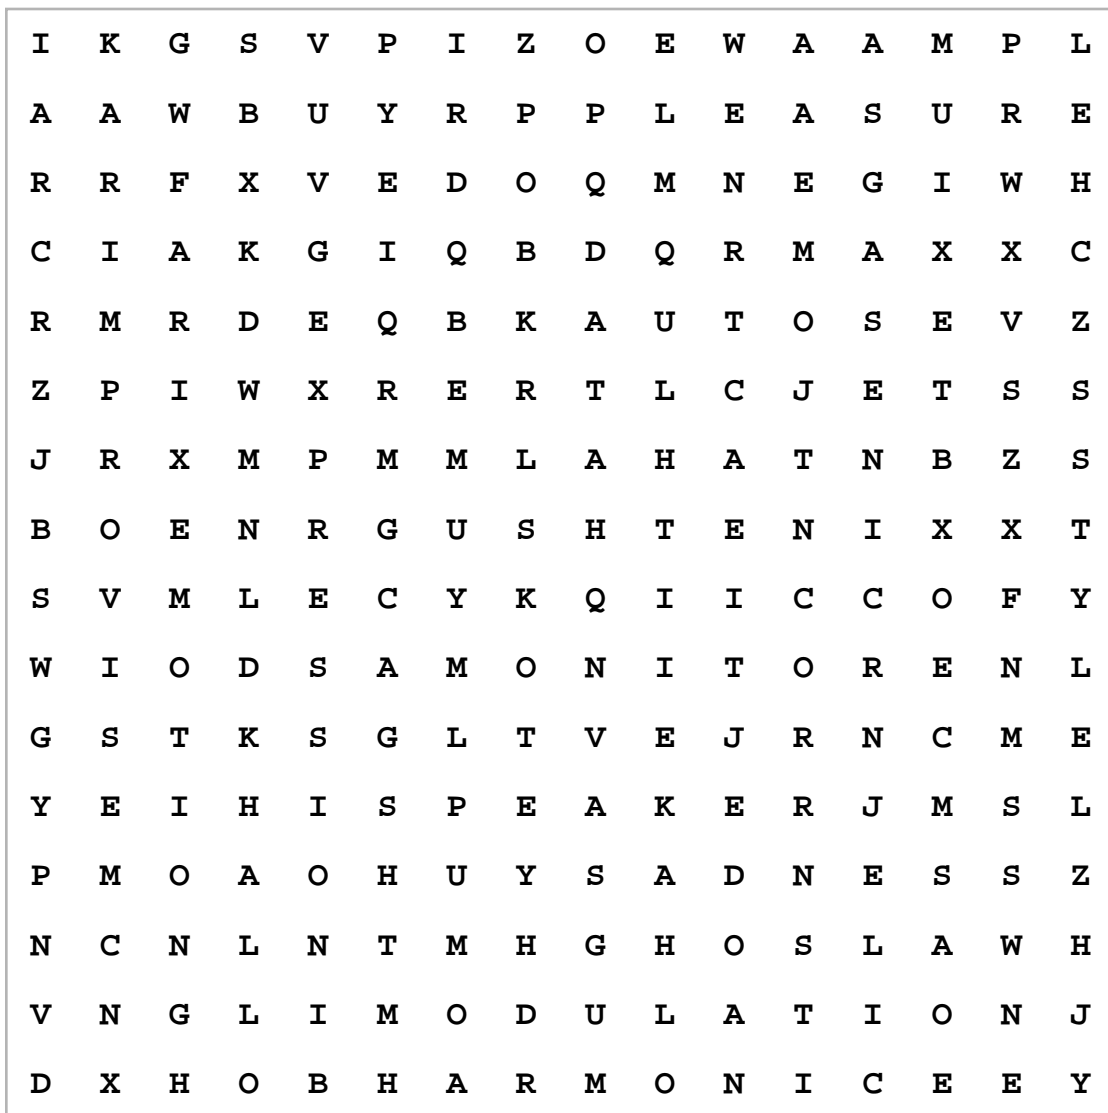 I K G S V P I Z O E W A A M P L
A A W B U Y R P P L E A S U R E
R R F X V E D O Q M N E G I W H
C I A K G I Q B D Q R M A X X C
R M R D E Q B K A U T O S E V Z
Z P I W X R E R T L C J E T S S
J R X M P M M L A H A T N B Z S
B O E N R G U S H T E N I X X T
S V M L E C Y K Q I I C C O F Y
W I O D S A M O N I T O R E N L
G S T K S G L T V E J R N C M E
Y E I H I S P E A K E R J M S L
P M O A O H U Y S A D N E S S Z
N C N L N T M H G H O S L A W H
V N G L I M O D U L A T I O N J
D X H O B H A R M O N I C E E Y